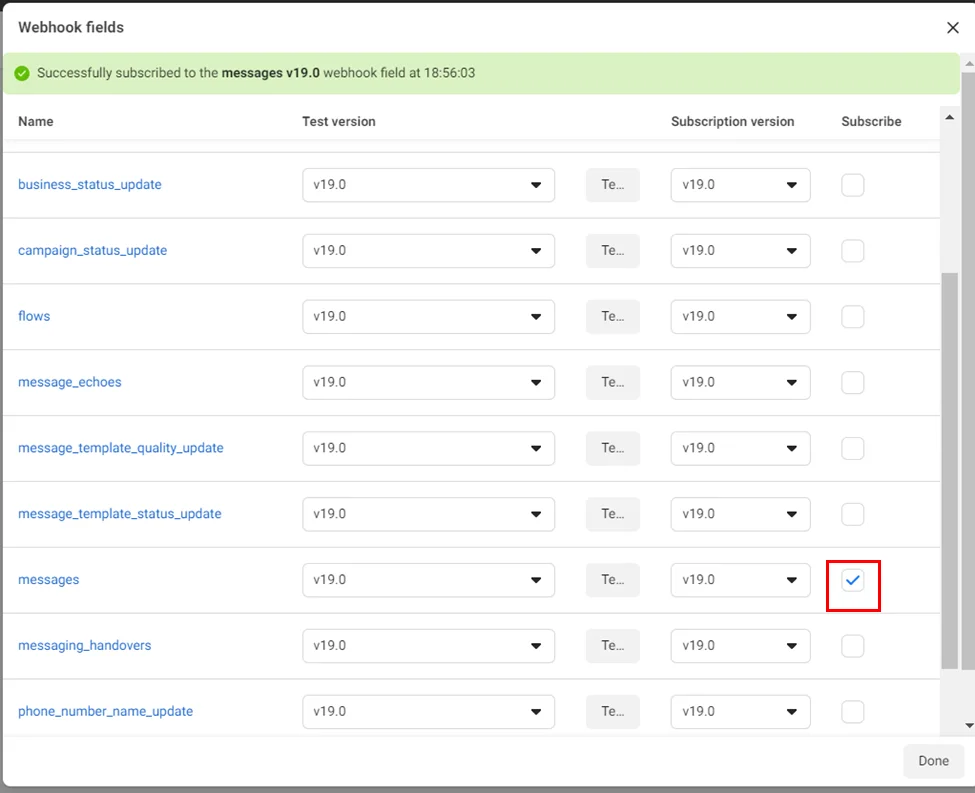 Webhook fields
Successfully subscribed to the messages v19.0 webhook field at 18:56:03
Name Test version Subscription version Subscribe
business_status_update v19.0 Te... v19.0
campaign_status_update v19.0 Te... v19.0
flows v19.0 Te... v19.0
message_echoes v19.0 Te... v19.0
message_template_quality_update v19.0 Te... v19.0
message_template_status_update v19.0 Te... v19.0
messages v19.0 Te... v19.0
messaging_handovers v19.0 Te... v19.0
phone_number_name_update v19.0 Te... v19.0
Done